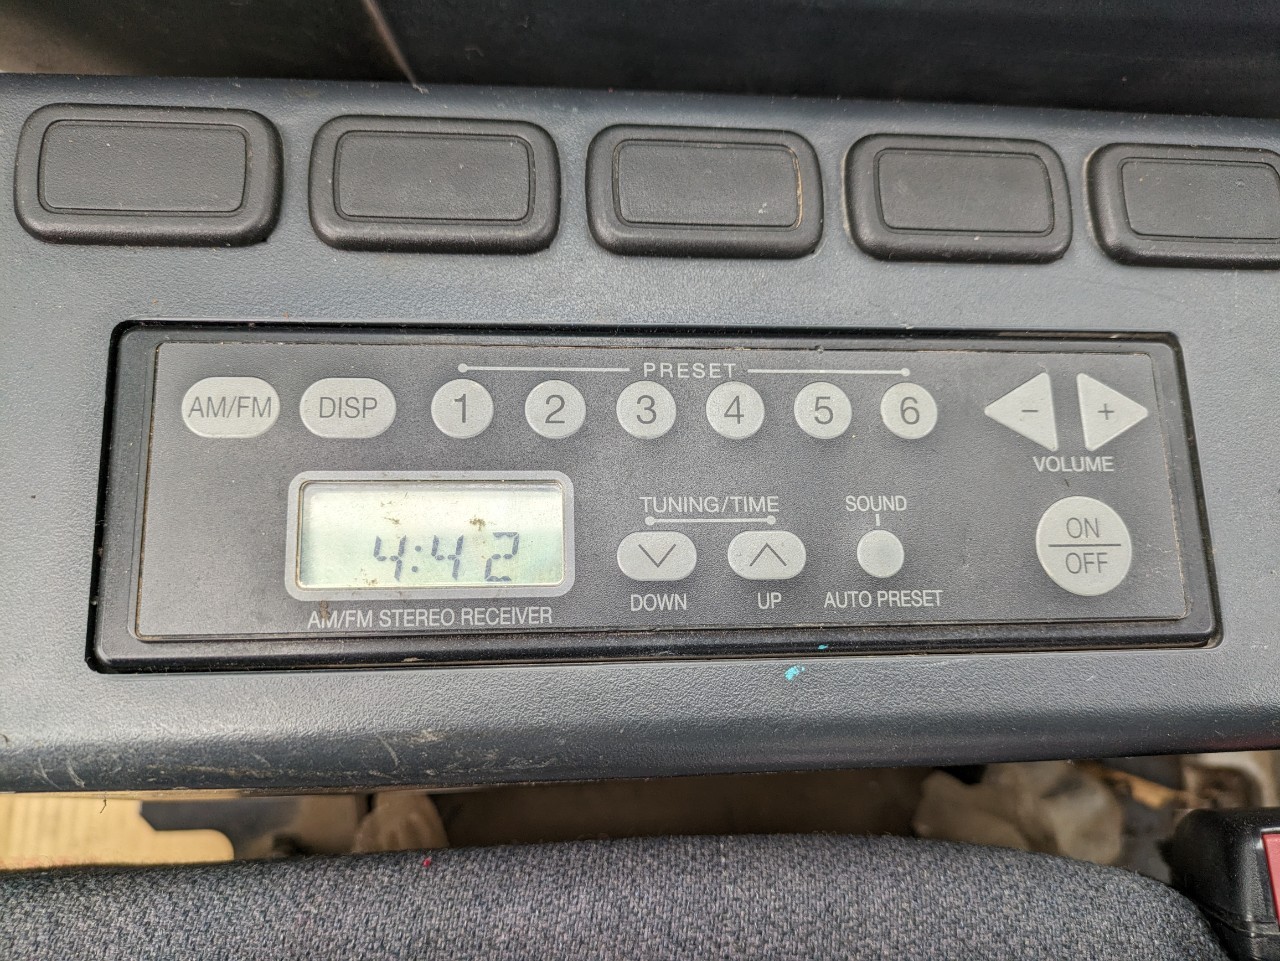 PRESET
AM/FM DISP 1 2 3 4 5 6 - +
VOLUME
TUNING/TIME SOUND
ON
OFF
4:42
DOWN UP AUTO PRESET
AM/FM STEREO RECEIVER